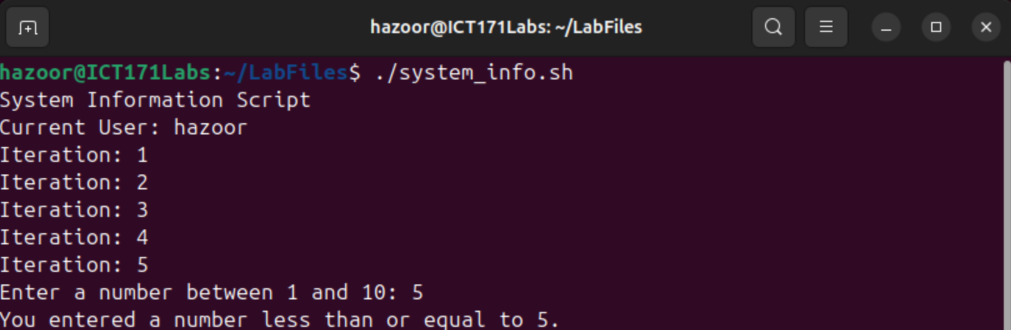 hazoor@ICT171Labs: ~/LabFiles
hazoor@ICT171Labs:~/LabFiles$ ./system_info.sh
System Information Script
Current User: hazoor
Iteration: 1
Iteration: 2
Iteration: 3
Iteration: 4
Iteration: 5
Enter a number between 1 and 10: 5
You entered a number less than or equal to 5.